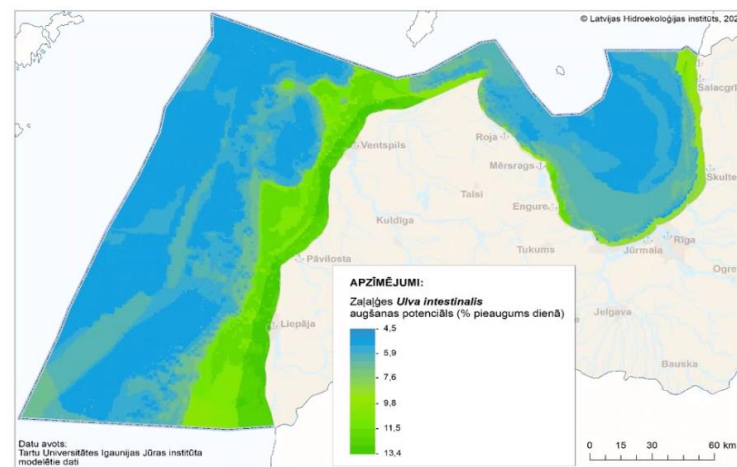 © Latvijas Hidroekoloģijas institūts, 202
Salacgrī
Ventspils
Roja
Mērsrags
Skulte
Talsi
Engure
Kuldīga
Rīga
Tukums
Jūrmala
Pāvilosta
Ogre
APZĪMĒJUMI:
Zaļaļģes Ulva intestinalis
augšanas potenciāls (% pieaugums dienā)
Jelgava
Liepāja
4,5
5,9
7,2
Bauska
9,8
11,5
13,4
Datu avots:
Tartu Universitātes Igaunijas Jūras institūta
modelētie dati
0 15 30 60 km